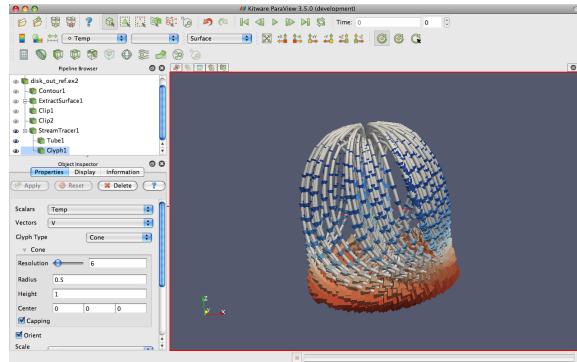 Kitware ParaView 3.5.0 (development)
Time: 0 0
Temp Surface
Pipeline Browser
disk_out_ref.ex2
Contour1
ExtractSurface1
Clip1
Clip2
StreamTracer1
Tube1
Glyph1
Object Inspector
Properties Display Information
Apply Reset Delete ?
Scalars Temp
Vectors V
Glyph Type Cone
Cone
Resolution 6
Radius 0.5
Height 1
Center 0 0 0
Capping
Orient
Scale
Z
Y X